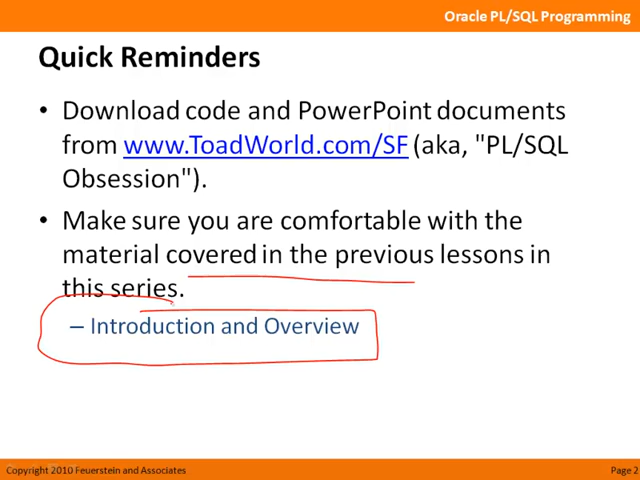 Oracle PL/SQL Programming
Quick Reminders
• Download code and PowerPoint documents
from www.ToadWorld.com/SF (aka, "PL/SQL
Obsession").
• Make sure you are comfortable with the
material covered in the previous lessons in
this series.
– Introduction and Overview
Copyright 2010 Feuerstein and Associates
Page 2